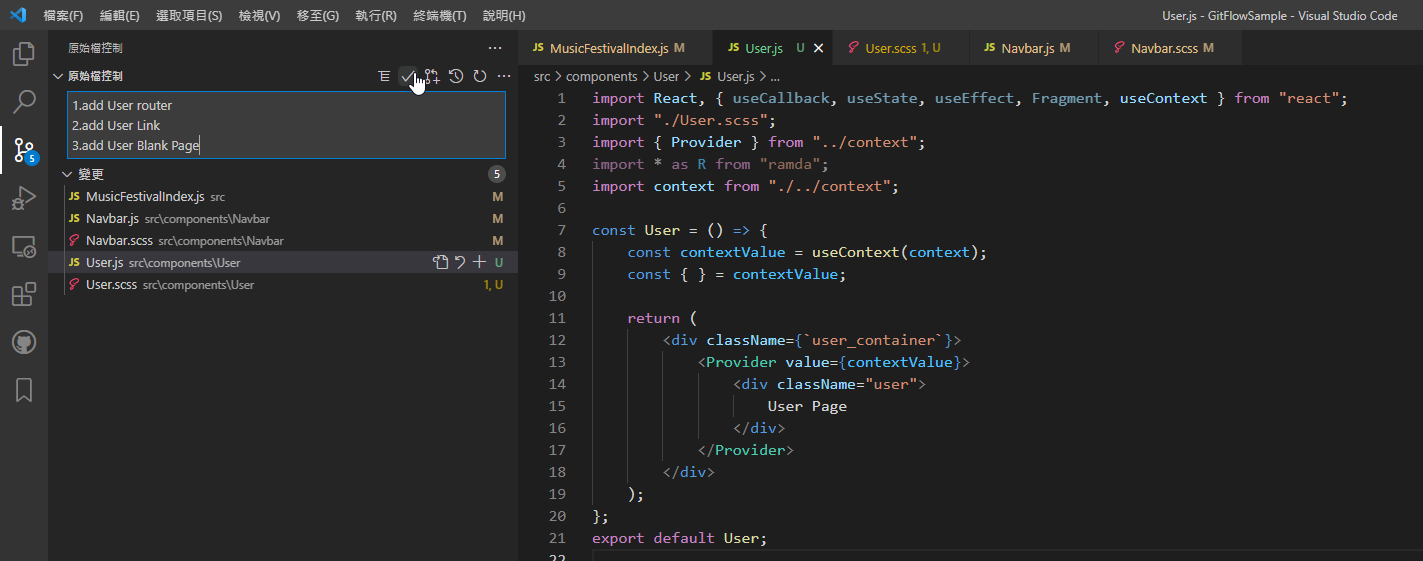 檔案(F) 編輯(E) 選取項目(S) 檢視(V) 移至(G) 執行(R) 終端機(T) 說明(H) User.js - GitFlowSample - Visual Studio Code
原始檔控制 ...
原始檔控制
1.add User router
2.add User Link
3.add User Blank Page
變更 5
JS MusicFestivalIndex.js src M
JS Navbar.js src\components\Navbar M
Navbar.scss src\components\Navbar M
JS User.js src\components\User U
User.scss src\components\User 1, U
5
JS MusicFestivalIndex.js M JS User.js U User.scss 1, U JS Navbar.js M Navbar.scss M
src > components > User > JS User.js > ...
1 import React, { useCallback, useState, useEffect, Fragment, useContext } from "react";
2 import "./User.scss";
3 import { Provider } from "../context";
4 import * as R from "ramda";
5 import context from "./../context";
6
7 const User = () => {
8 const contextValue = useContext(context);
9 const { } = contextValue;
10
11 return (
12 <div className={`user_container`}>
13 <Provider value={contextValue}>
14 <div className="user">
15 User Page
16 </div>
17 </Provider>
18 </div>
19 );
20 };
21 export default User;
22